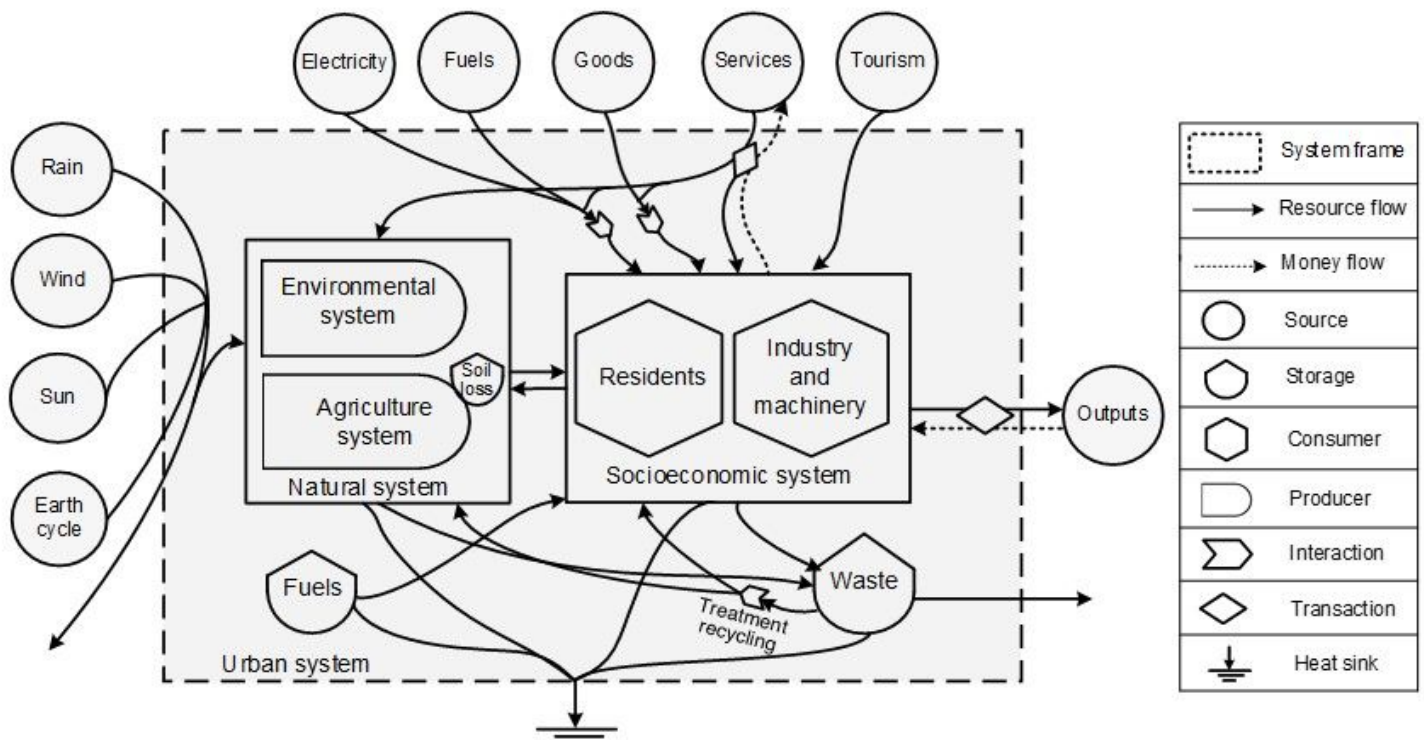 Electricity
Fuels
Goods
Services
Tourism
Rain
Wind
Sun
Earth
cycle
Environmental
system
Agriculture
system
Soil
loss
Natural system
Residents
Industry
and
machinery
Socioeconomic system
Outputs
Fuels
Waste
Treatment
recycling
Urban system
System frame
Resource flow
Money flow
Source
Storage
Consumer
Producer
Interaction
Transaction
Heat sink